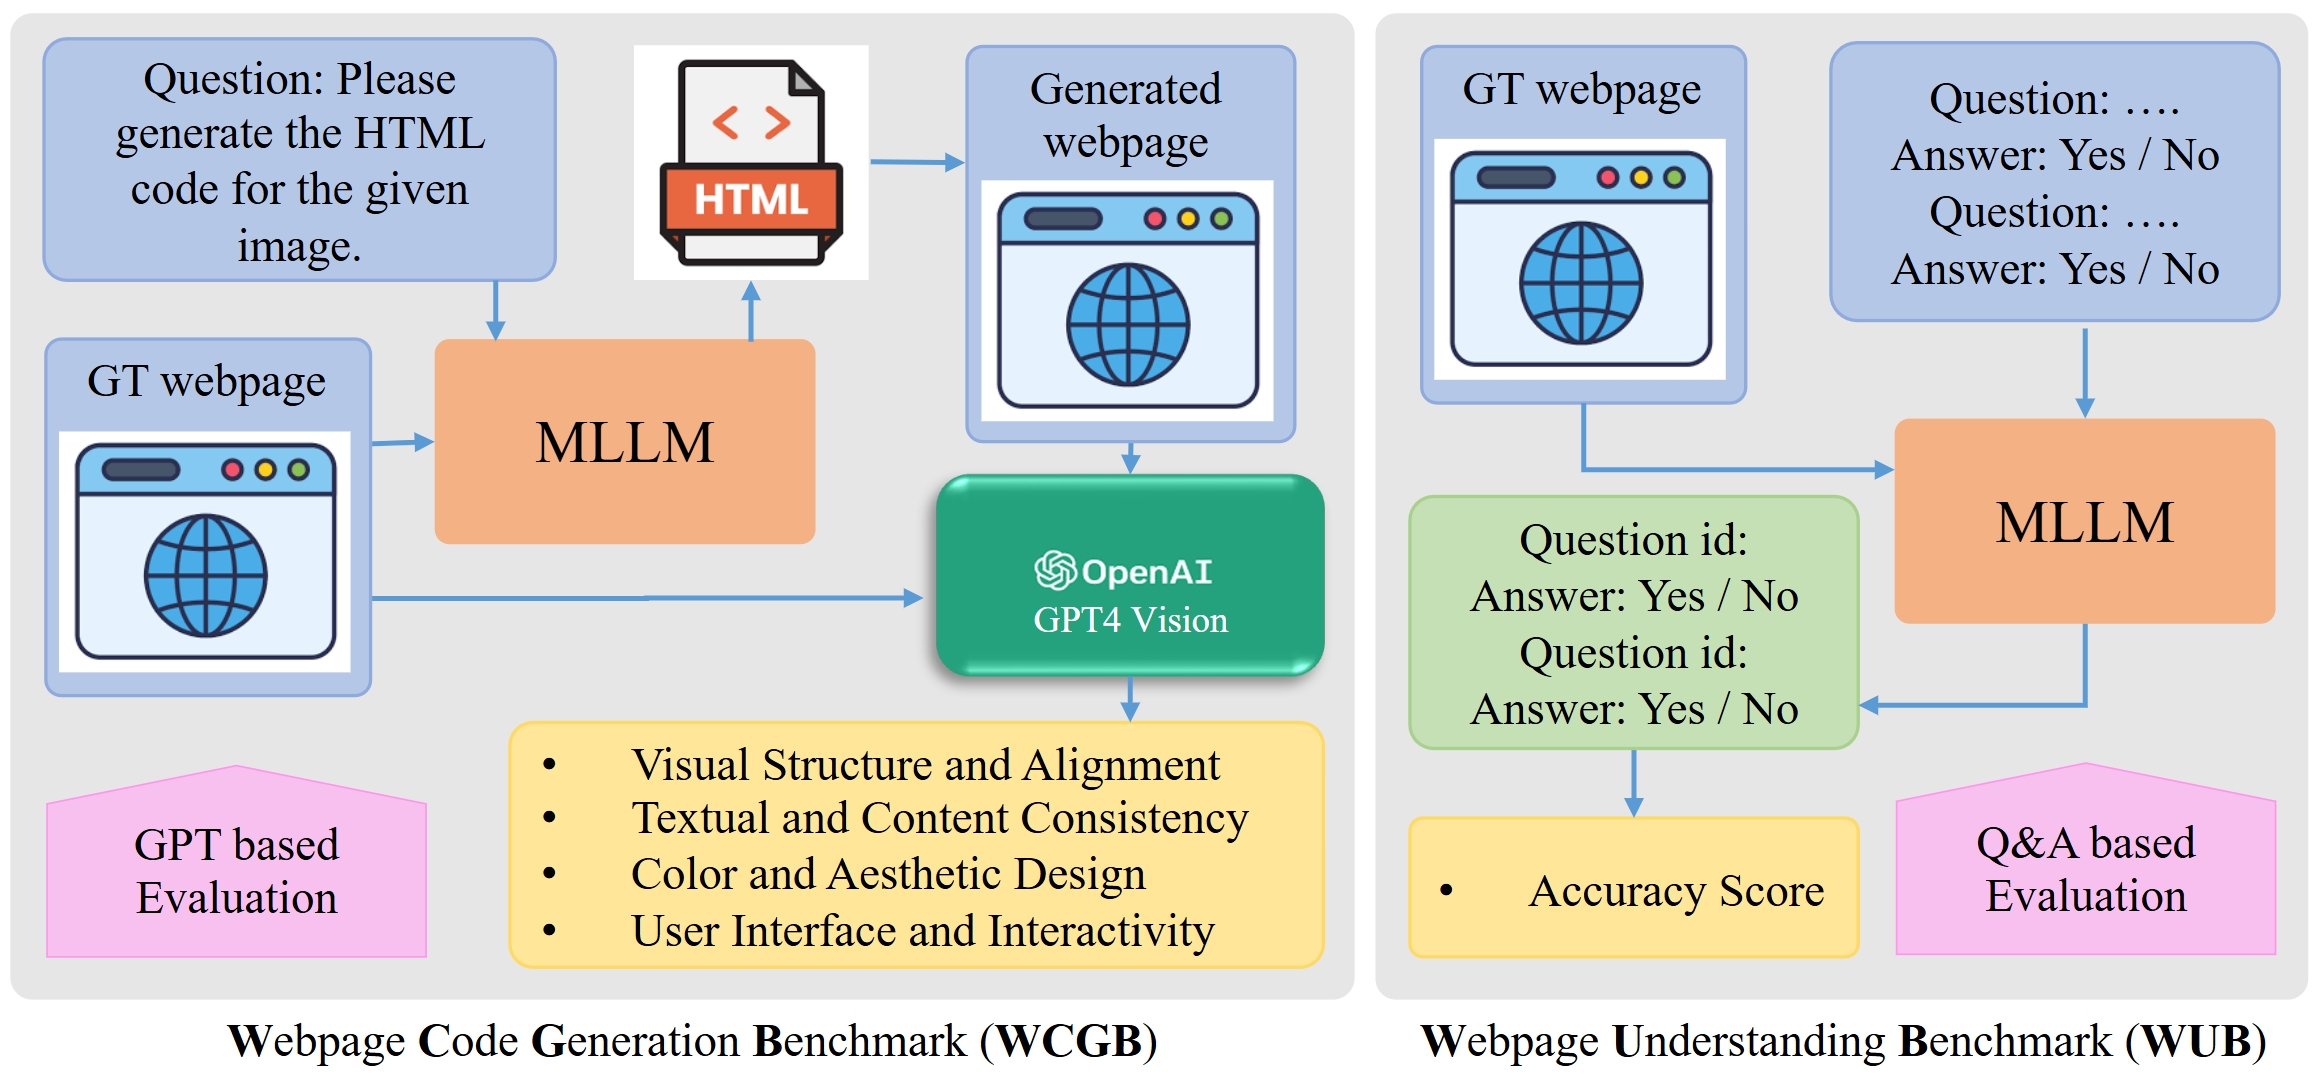 Question: Please
generate the HTML
code for the given
image.
GT webpage
MLLM
< >
HTML
Generated
webpage
OpenAI
GPT4 Vision
• Visual Structure and Alignment
• Textual and Content Consistency
• Color and Aesthetic Design
• User Interface and Interactivity
GPT based
Evaluation
Webpage Code Generation Benchmark (WCGB)
GT webpage
Question: ….
Answer: Yes / No
Question: ….
Answer: Yes / No
MLLM
Question id:
Answer: Yes / No
Question id:
Answer: Yes / No
• Accuracy Score
Q&A based
Evaluation
Webpage Understanding Benchmark (WUB)